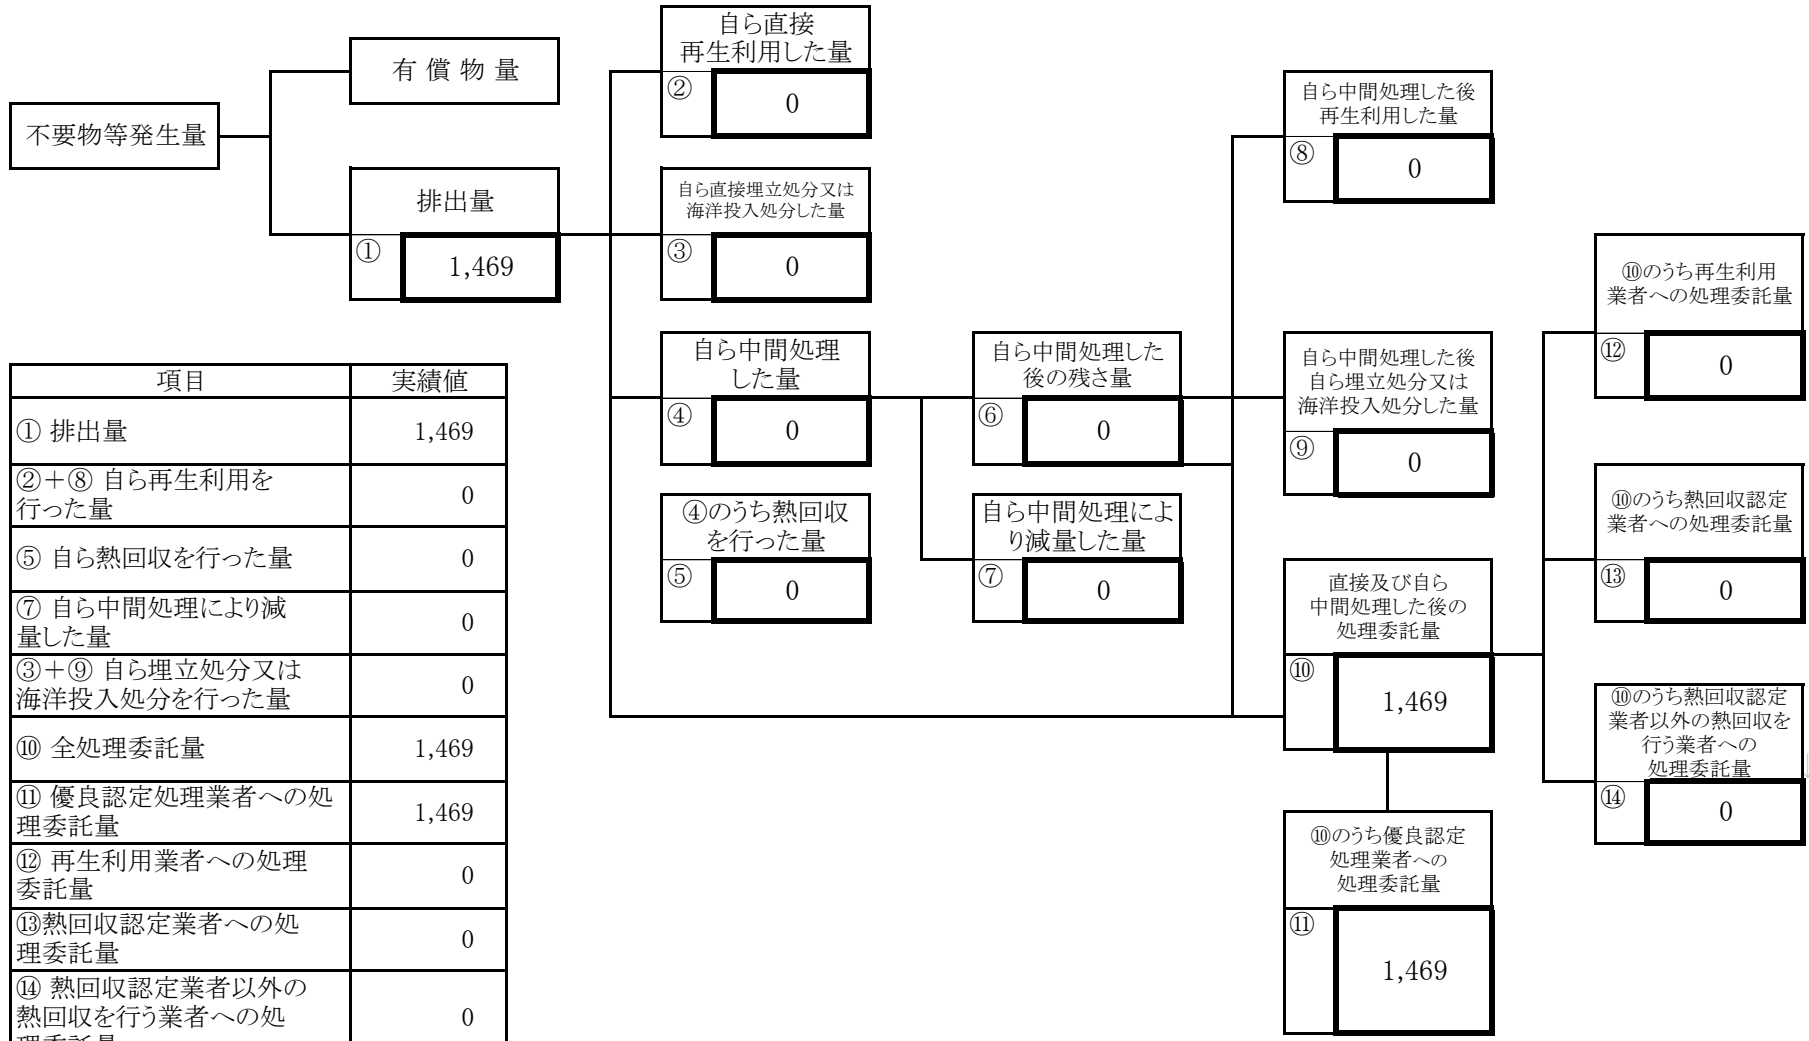 自ら直接
再生利用した量
②
0
有 償 物 量
不要物等発生量
排出量
①
1,469
自ら直接埋立処分又は
海洋投入処分した量
③
0
自ら中間処理した後
再生利用した量
⑧
0
自ら中間処理
した量
④
0
自ら中間処理した
後の残さ量
⑥
0
自ら中間処理した後
自ら埋立処分又は
海洋投入処分した量
⑨
0
④のうち熱回収
を行った量
⑤
0
自ら中間処理によ
り減量した量
⑦
0
直接及び自ら
中間処理した後の
処理委託量
⑩
1,469
⑩のうち優良認定
処理業者への
処理委託量
⑪
1,469
⑩のうち再生利用
業者への処理委託量
⑫
0
⑩のうち熱回収認定
業者への処理委託量
⑬
0
⑩のうち熱回収認定
業者以外の熱回収を
行う業者への
処理委託量
⑭
0
項目 実績値
① 排出量 1,469
②＋⑧ 自ら再生利用を
行った量 0
⑤ 自ら熱回収を行った量 0
⑦ 自ら中間処理により減
量した量 0
③＋⑨ 自ら埋立処分又は
海洋投入処分を行った量 0
⑩ 全処理委託量 1,469
⑪ 優良認定処理業者への処
理委託量 1,469
⑫ 再生利用業者への処理
委託量 0
⑬熱回収認定業者への処
理委託量 0
⑭ 熱回収認定業者以外の
熱回収を行う業者への処 0